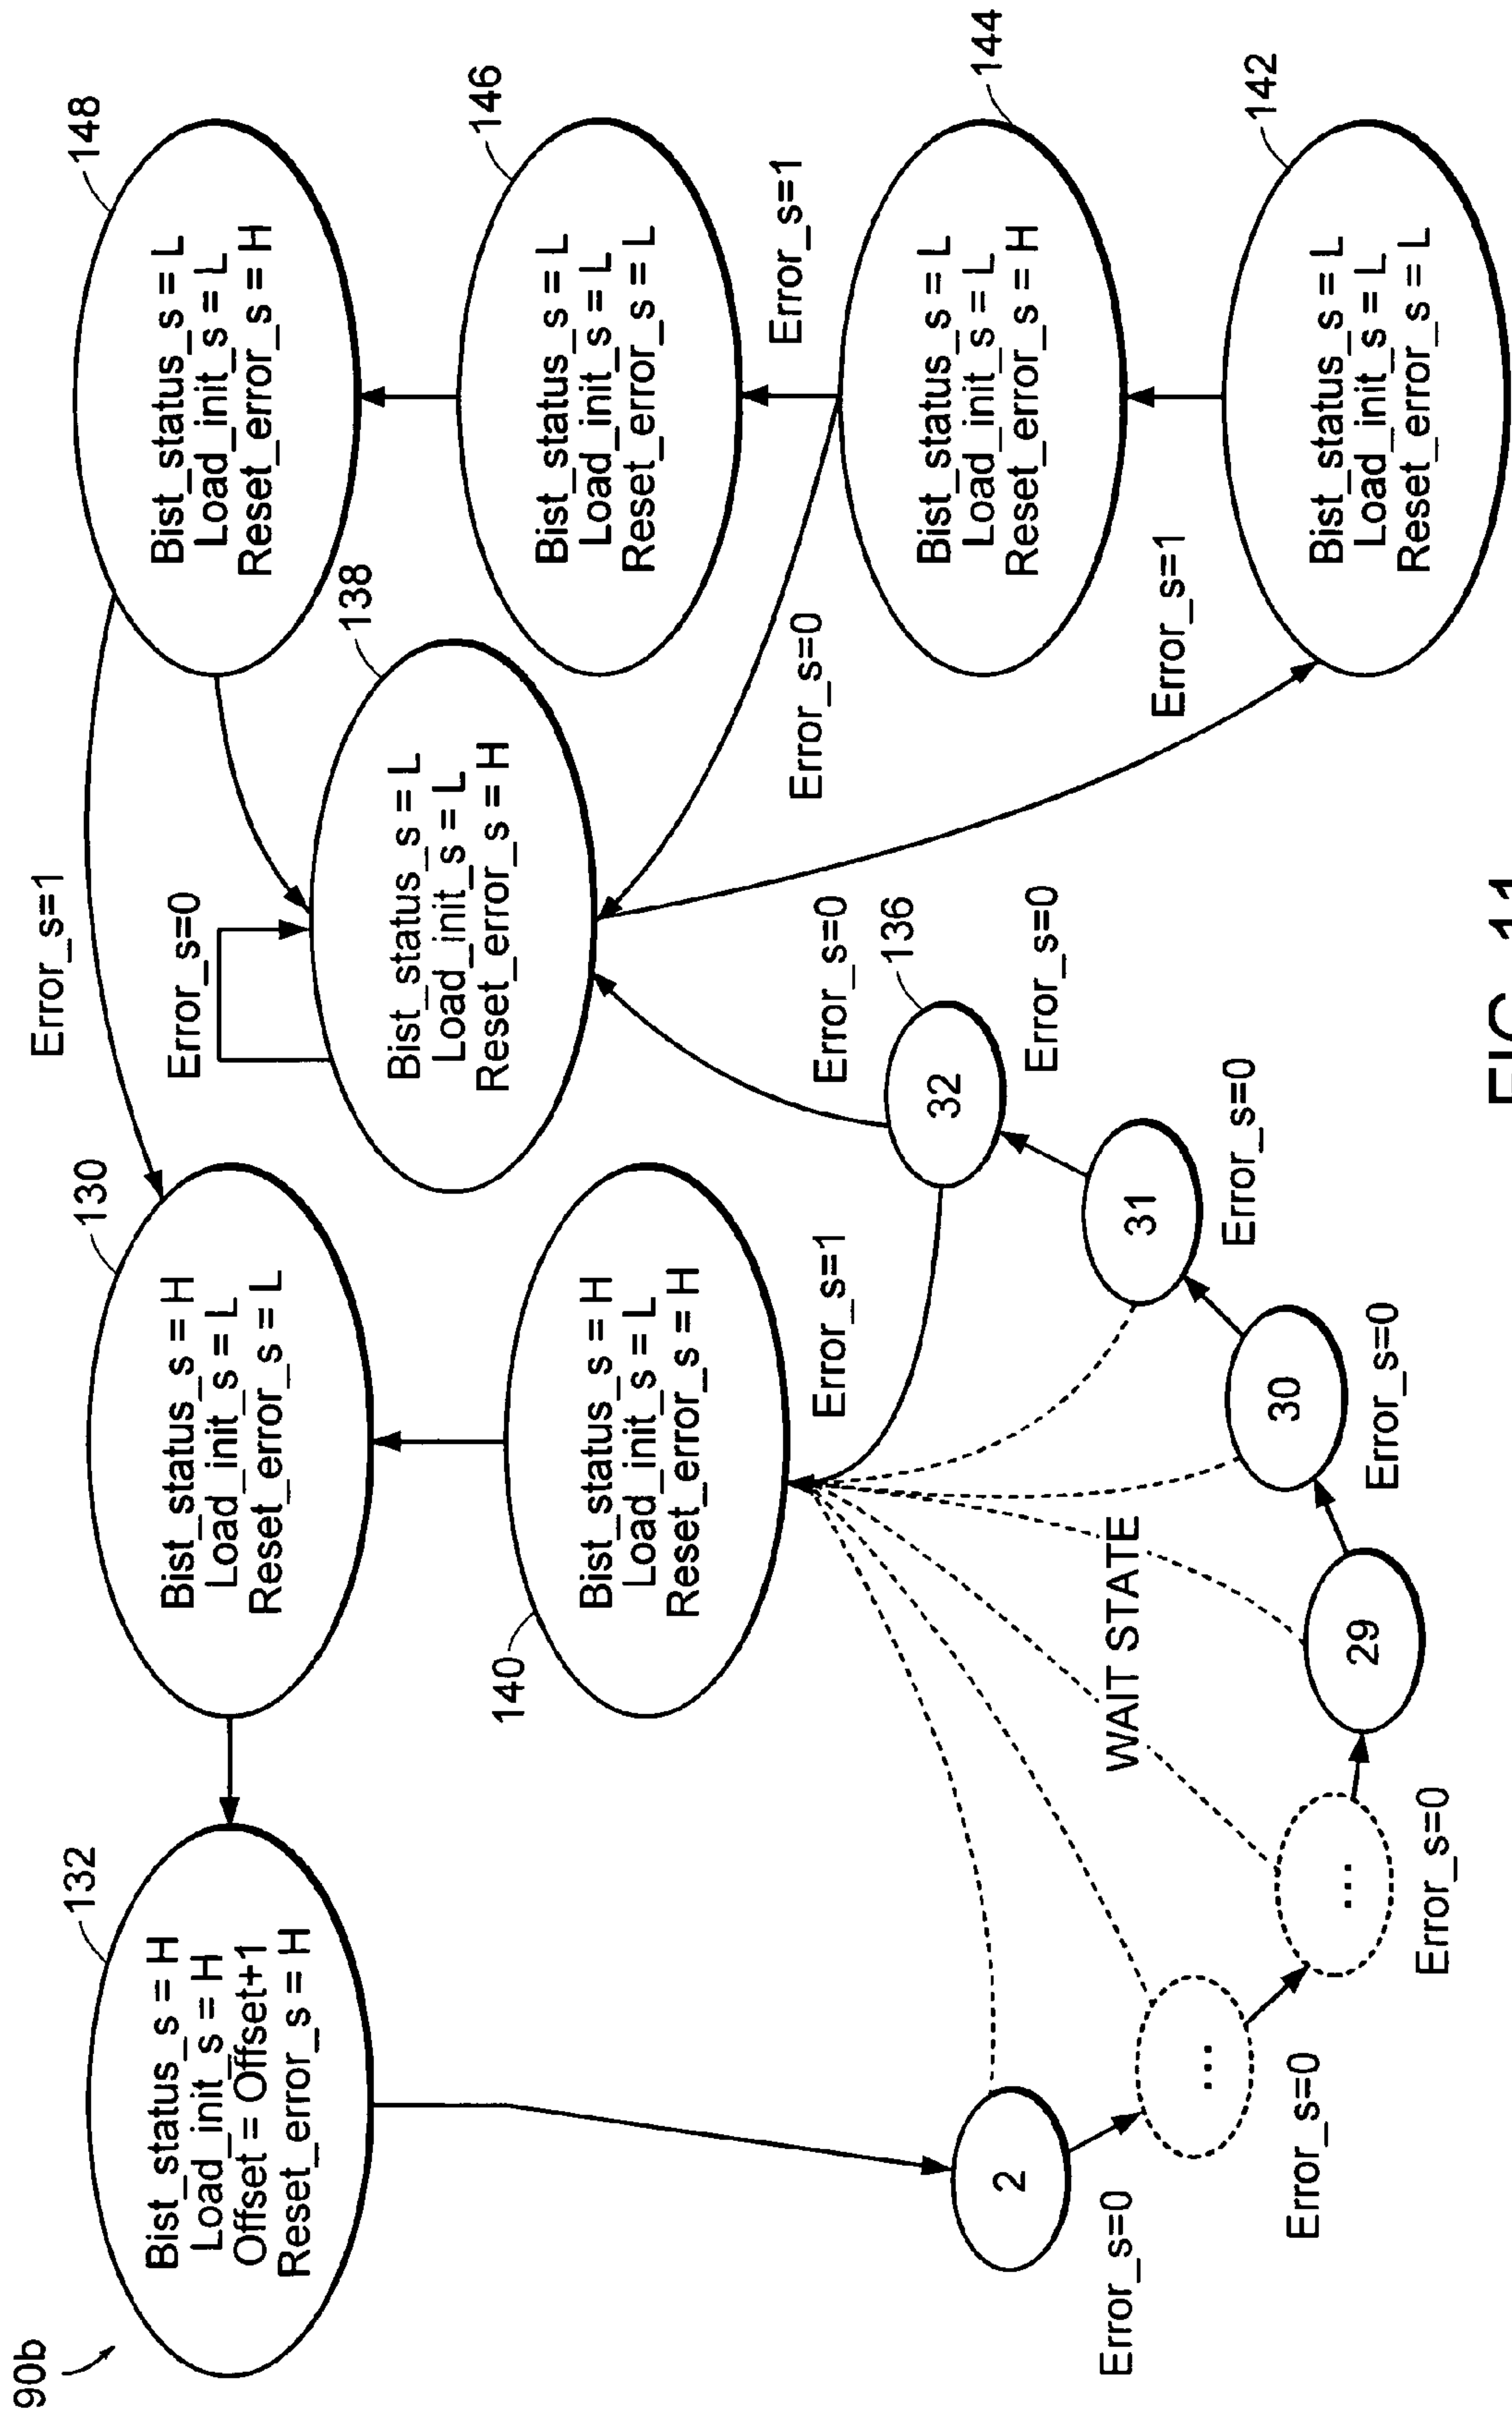 90b
132
Bist_status_s = H
Load_init_s = H
Offset = Offset+1
Reset_error_s = H
130
Bist_status_s = H
Load_init_s = L
Reset_error_s = L
Error_s=1
148
Bist_status_s = L
Load_init_s = L
Reset_error_s = H
Error_s=0
138
Bist_status_s = L
Load_init_s = L
Reset_error_s = H
146
Bist_status_s = L
Load_init_s = L
Reset_error_s = L
140
Bist_status_s = H
Load_init_s = L
Reset_error_s = H
Error_s=1
Error_s=0
Error_s=0
Error_s=1
136
32
Error_s=0
144
Bist_status_s = L
Load_init_s = L
Reset_error_s = H
2
Error_s=0
WAIT STATE
31
Error_s=0
Error_s=1
...
Error_s=0
30
Error_s=0
...
Error_s=0
29
142
Bist_status_s = L
Load_init_s = L
Reset_error_s = L
FIG. 11